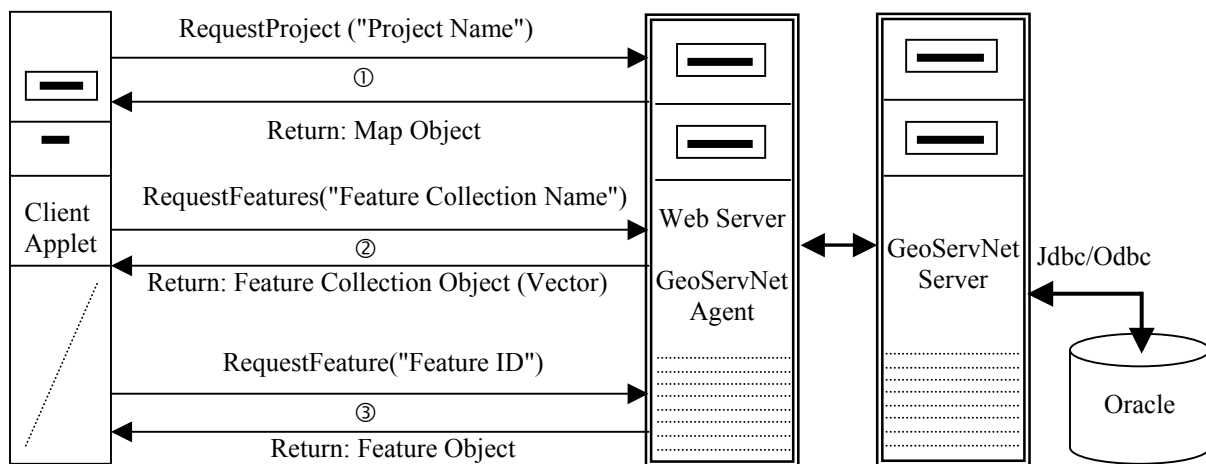 RequestProject ("Project Name")
①
Return: Map Object
RequestFeatures("Feature Collection Name")
②
Return: Feature Collection Object (Vector)
RequestFeature("Feature ID")
③
Return: Feature Object
Client
Applet
Web Server
GeoServNet
Agent
GeoServNet
Server
Jdbc/Odbc
Oracle